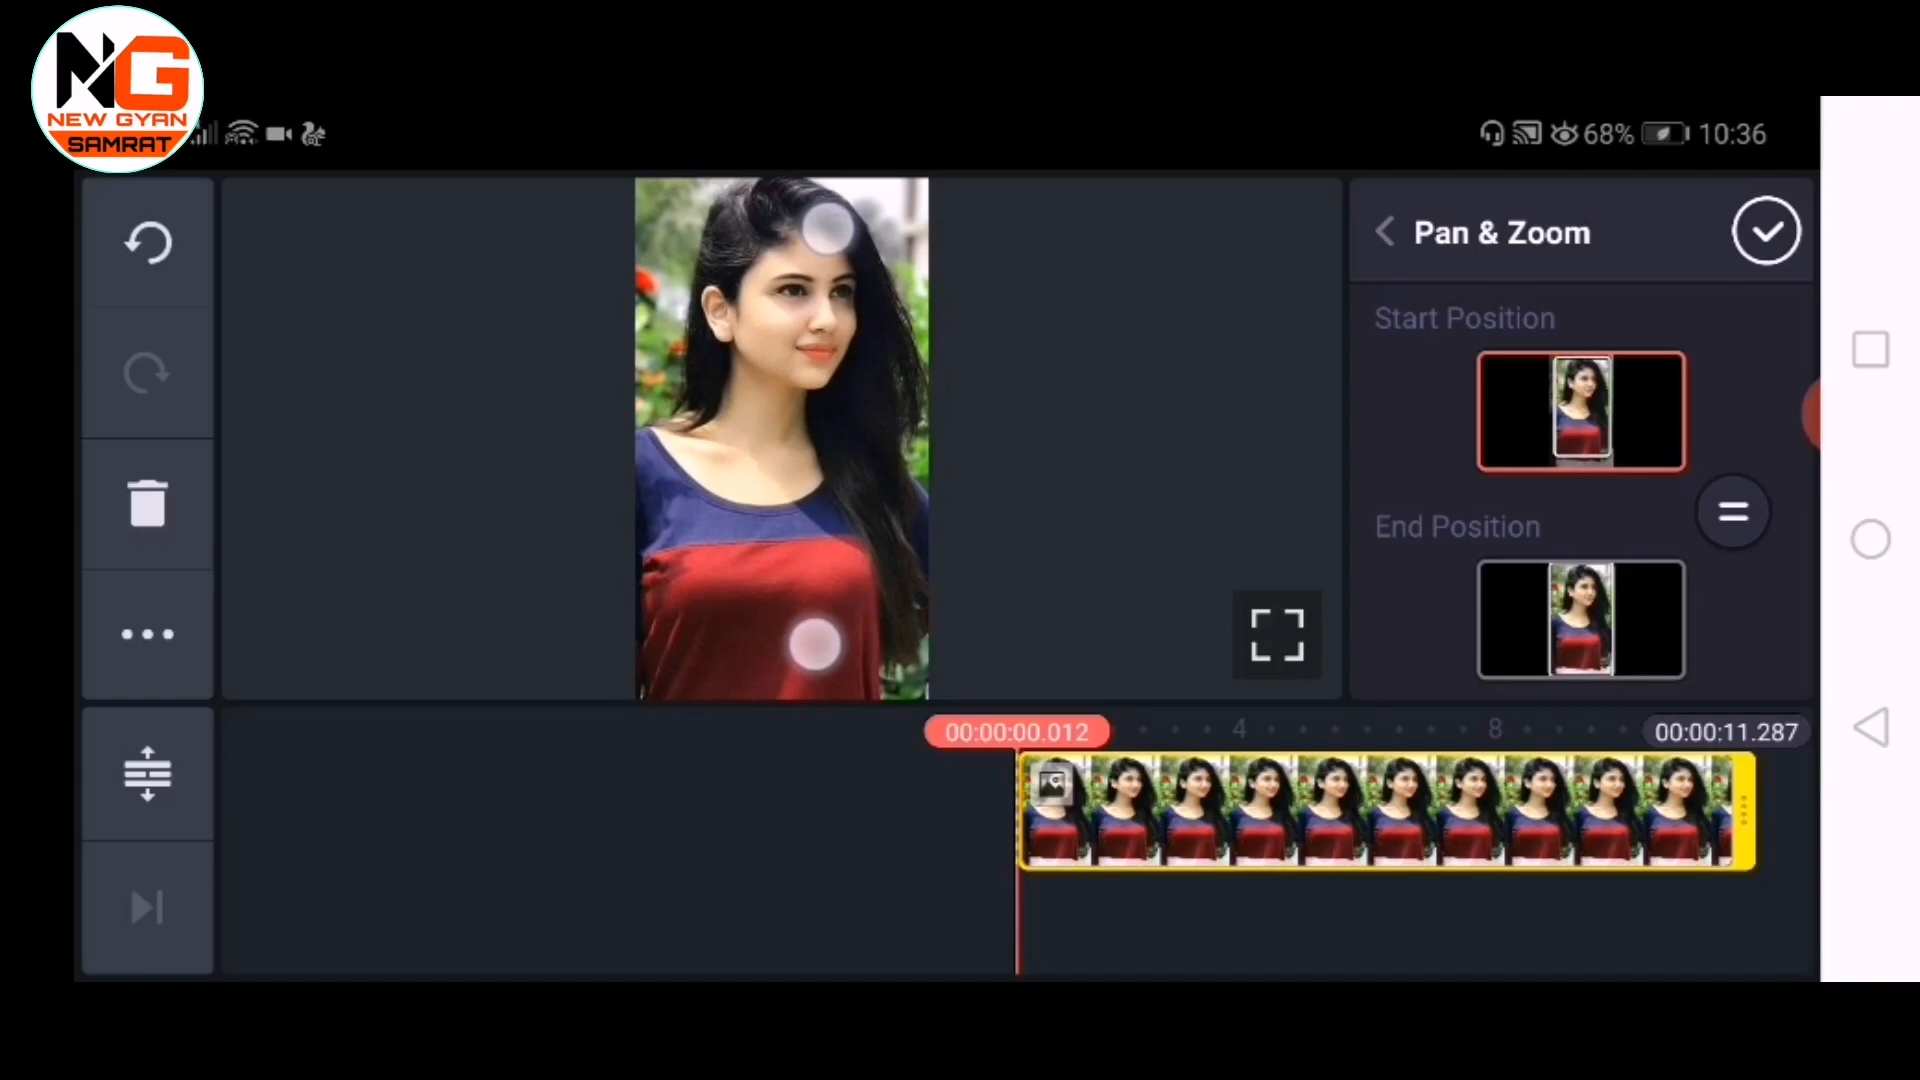 NG
NEW GYAN
SAMRAT
68% 10:36
Pan & Zoom
Start Position
End Position
00:00:00.012
4
8
00:00:11.287